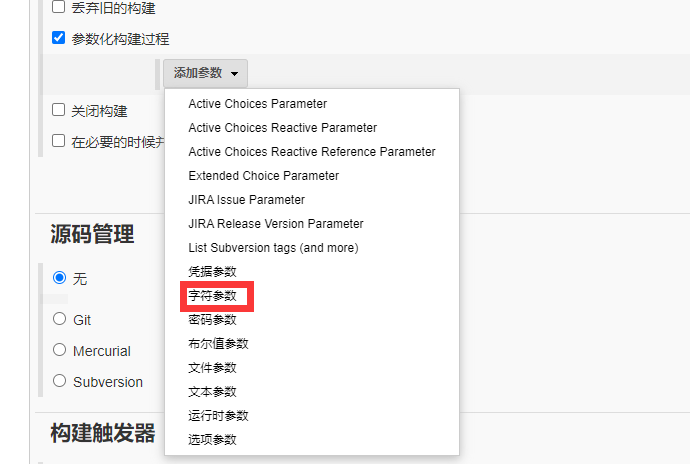 丢弃旧的构建
参数化构建过程
添加参数
Active Choices Parameter
Active Choices Reactive Parameter
Active Choices Reactive Reference Parameter
Extended Choice Parameter
JIRA Issue Parameter
JIRA Release Version Parameter
List Subversion tags (and more)
凭据参数
字符参数
密码参数
布尔值参数
文件参数
文本参数
运行时参数
选项参数
关闭构建
在必要的时候并
源码管理
无
Git
Mercurial
Subversion
构建触发器